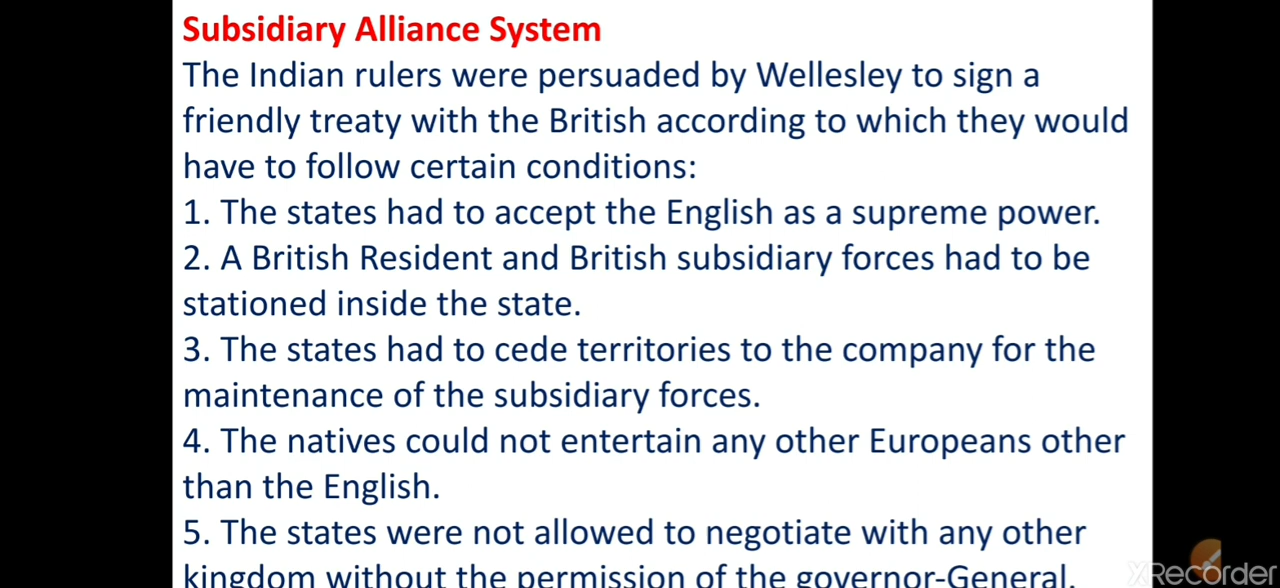 Subsidiary Alliance System
The Indian rulers were persuaded by Wellesley to sign a
friendly treaty with the British according to which they would
have to follow certain conditions:
1. The states had to accept the English as a supreme power.
2. A British Resident and British subsidiary forces had to be
stationed inside the state.
3. The states had to cede territories to the company for the
maintenance of the subsidiary forces.
4. The natives could not entertain any other Europeans other
than the English.
5. The states were not allowed to negotiate with any other
kingdom without the permission of the governor-General.
XRecorder